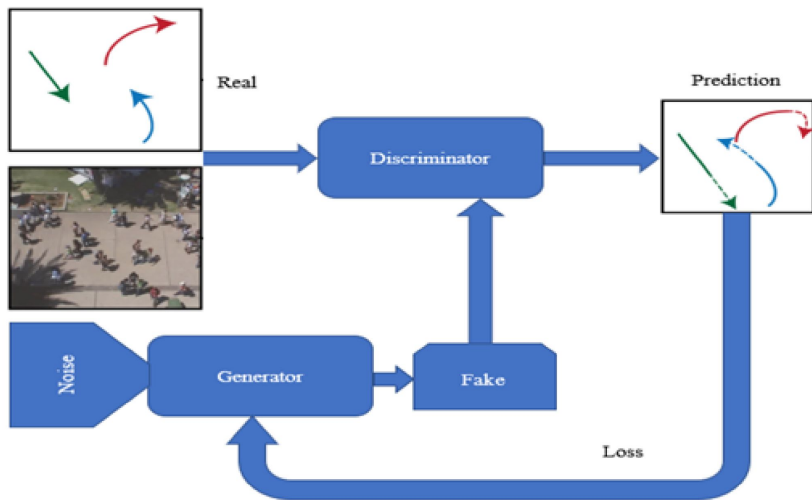 Real
Prediction
Discriminator
Noise
Generator
Fake
Loss